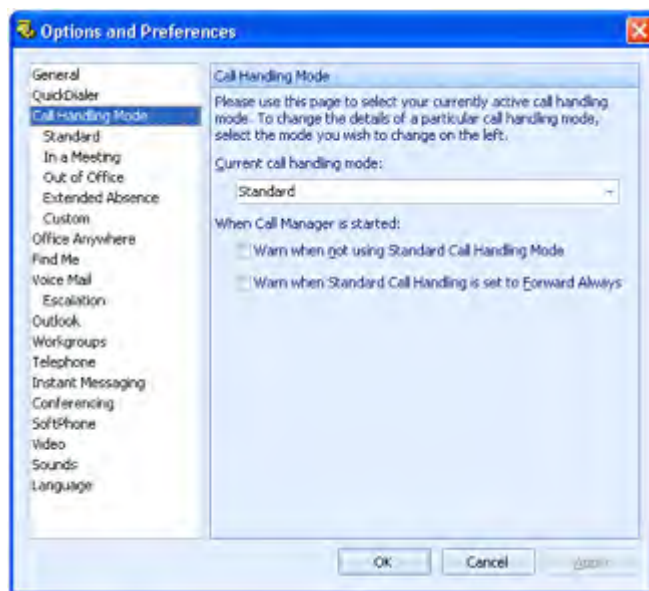 Options and Preferences
General
QuickDialer
Call Handling Mode
Standard
In a Meeting
Out of Office
Extended Absence
Custom
Office Anywhere
Find Me
Voice Mail
Escalation
Outlook
Workgroups
Telephone
Instant Messaging
Conferencing
SoftPhone
Video
Sounds
Language
Call Handling Mode
Please use this page to select your currently active call handling
mode. To change the details of a particular call handling mode,
select the mode you wish to change on the left.
Current call handling mode:
Standard
When Call Manager is started:
Warn when not using Standard Call Handling Mode
Warn when Standard Call Handling is set to Forward Always
OK
Cancel
Apply